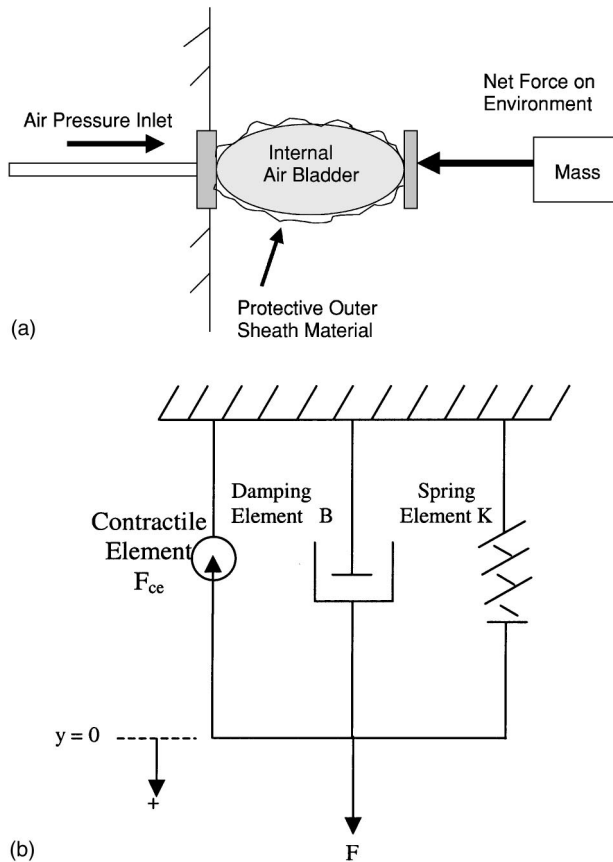 Air Pressure Inlet
Internal
Air Bladder
Net Force on
Environment
Mass
Protective Outer
Sheath Material
(a)
Damping
Element B
Spring
Element K
Contractile
Element
Fce
y = 0
+
F
(b)